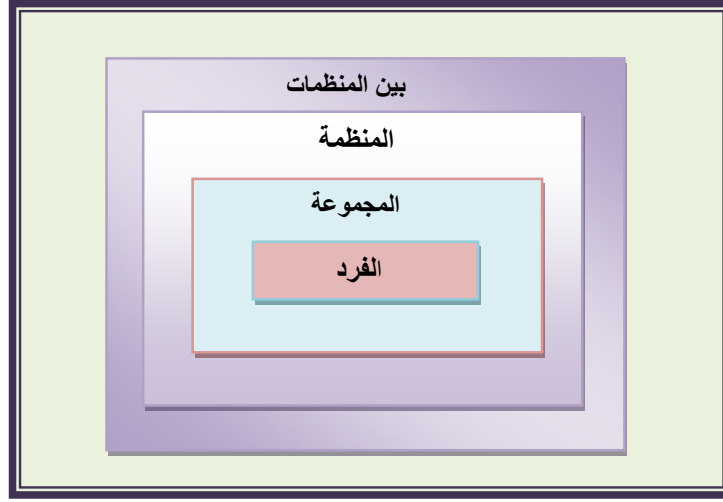 بين المنظمات
المنظمة
المجموعة
الفرد